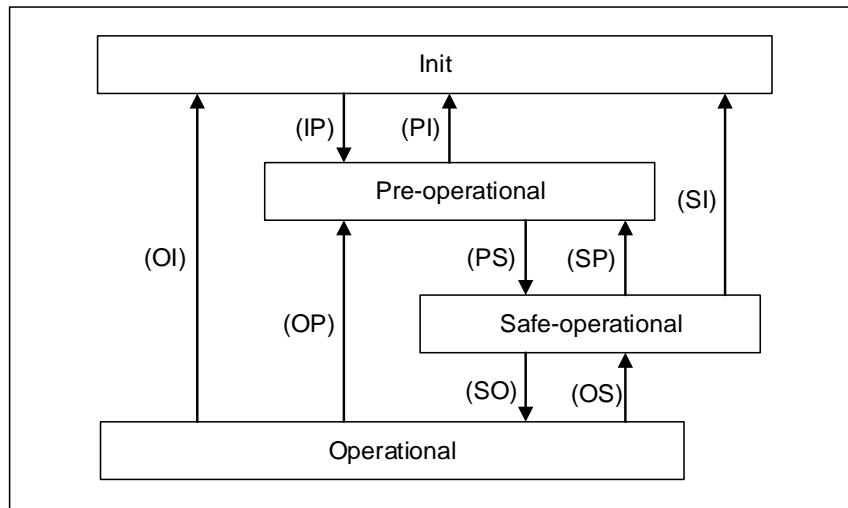 Init
(IP)
(PI)
Pre-operational
(SI)
(OI)
(PS)
(SP)
(OP)
Safe-operational
(SO)
(OS)
Operational